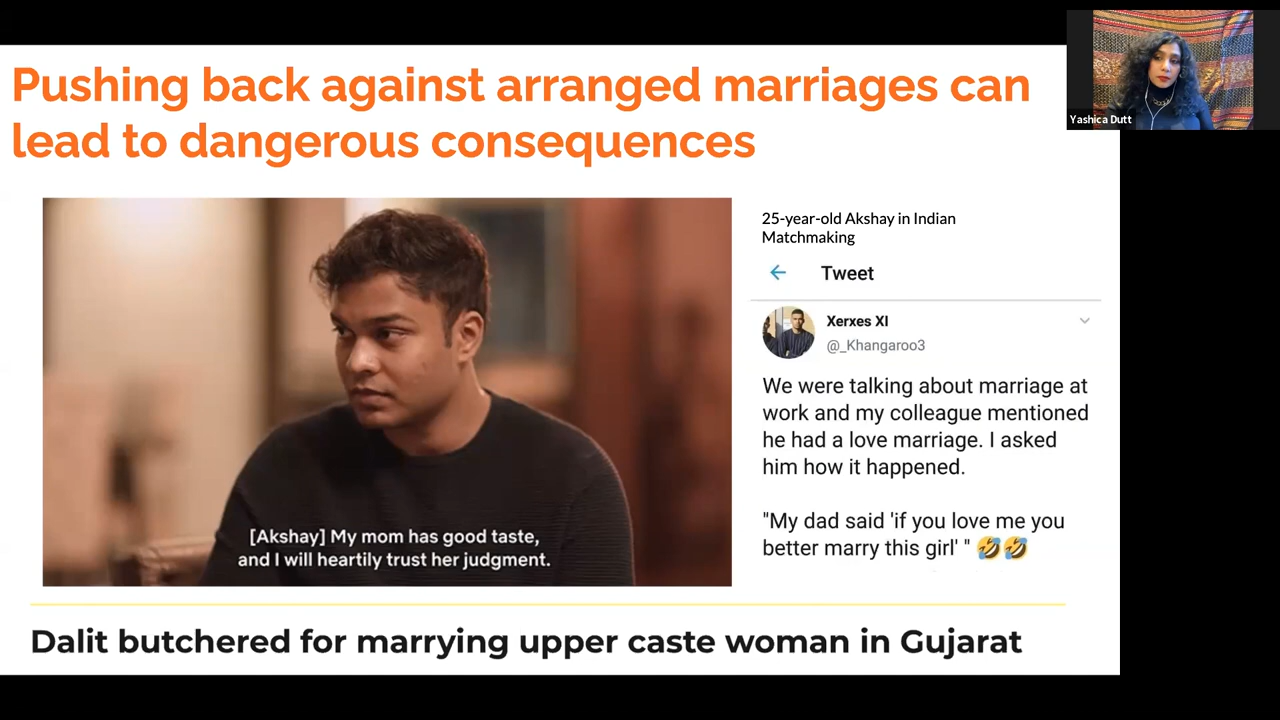 Pushing back against arranged marriages can
lead to dangerous consequences
Yashica Dutt
25-year-old Akshay in Indian
Matchmaking
Tweet
Xerxes XI
@_Khangaroo3
We were talking about marriage at
work and my colleague mentioned
he had a love marriage. I asked
him how it happened.
"My dad said 'if you love me you
better marry this girl' " 🤣🤣
[Akshay] My mom has good taste,
and I will heartily trust her judgment.
Dalit butchered for marrying upper caste woman in Gujarat